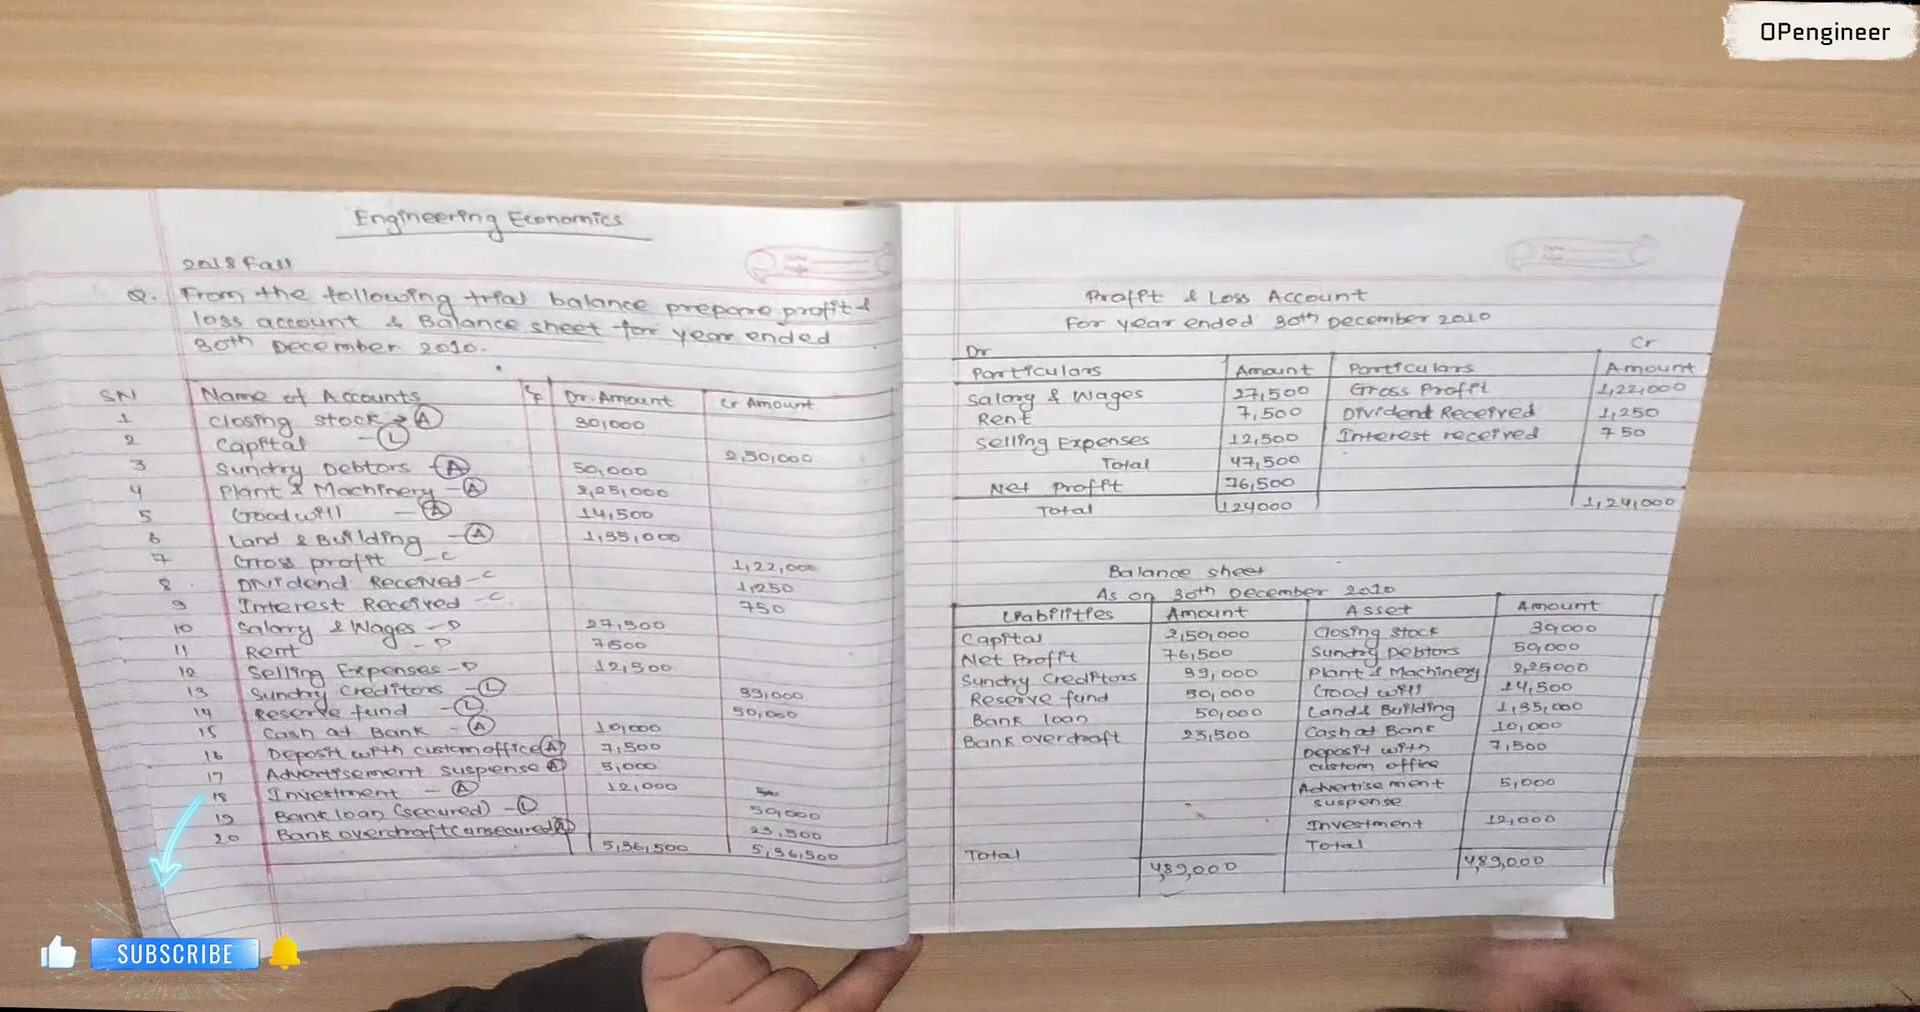 OPengineer
Engineering Economics
2018 Fall
Q. From the following trial balance prepare profit &
loss account & Balance sheet for year ended
30th December 2010.
SN Name of Accounts Dr. Amount Cr Amount
1 Closing stock → A 30,000
2 Capital - L 2,50,000
3 Sundry Debtors - A 50,000
4 Plant & Machinery - A 2,25,000
5 Good will - A 14,500
6 Land & Building - A 1,35,000
7 Gross profit - C 1,22,000
8 Dividend Received - C 1,250
9 Interest Received - C 750
10 Salary & Wages - D 27,500
11 Rent - D 7,500
12 Selling Expenses - D 12,500
13 Sundry Creditors - L 39,000
14 Reserve fund - L 50,000
15 Cash at Bank - A 10,000
16 Deposit with custom office A 7,500
17 Advertisement suspense A 5,000
18 Investment - A 12,000
19 Bank loan (secured) - L 50,000
20 Bank overdraft (unsecured) 23,500
5,36,500 5,36,500
Profit & Loss Account
For year ended 30th December 2010
Dr Cr
Particulars Amount Particulars Amount
Salary & Wages 27,500 Gross Profit 1,22,000
Rent 7,500 Dividend Received 1,250
Selling Expenses 12,500 Interest received 750
Total 47,500
Net Profit 76,500
Total 124000 1,24,000
Balance sheet
As on 30th December 2010
Liabilities Amount Asset Amount
Capital 2,50,000 Closing stock 30,000
Net Profit 76,500 Sundry Debtors 50,000
Sundry Creditors 39,000 Plant & Machinery 2,25000
Reserve fund 50,000 Good will 14,500
Bank loan 50,000 Land & Building 1,35,000
Bank overdraft 23,500 Cash at Bank 10,000
Deposit with 7,500
custom office
Advertisement 5,000
suspense
Investment 12,000
Total Total
4,89,000 4,89,000
SUBSCRIBE